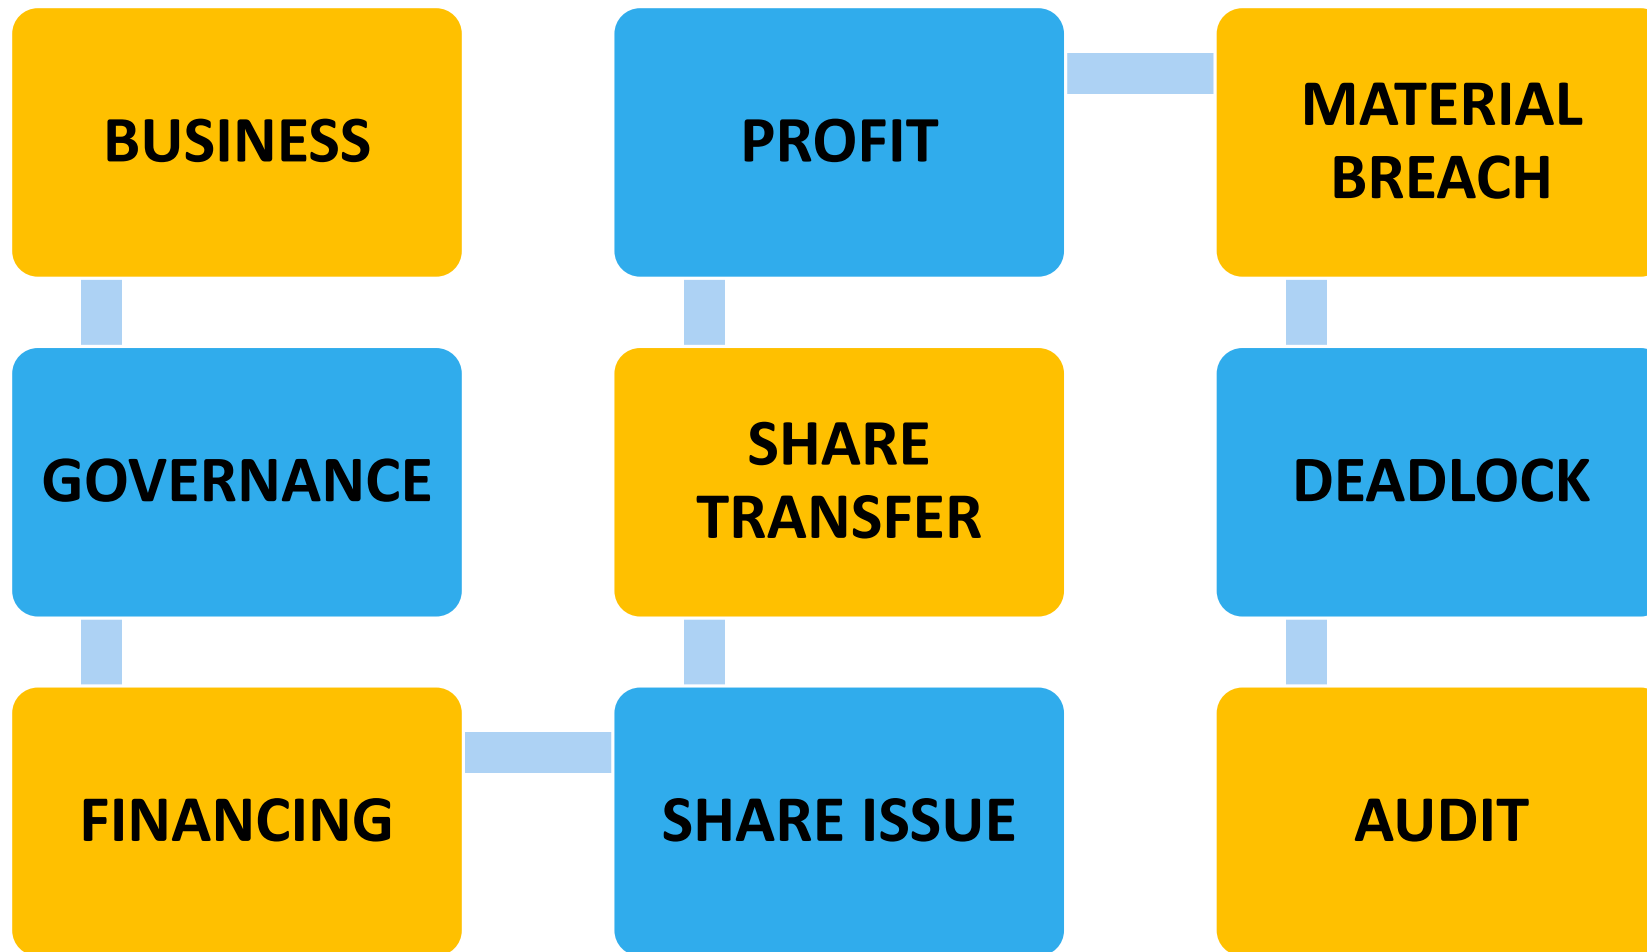 BUSINESS
GOVERNANCE
FINANCING
SHARE ISSUE
SHARE
TRANSFER
PROFIT
MATERIAL
BREACH
DEADLOCK
AUDIT